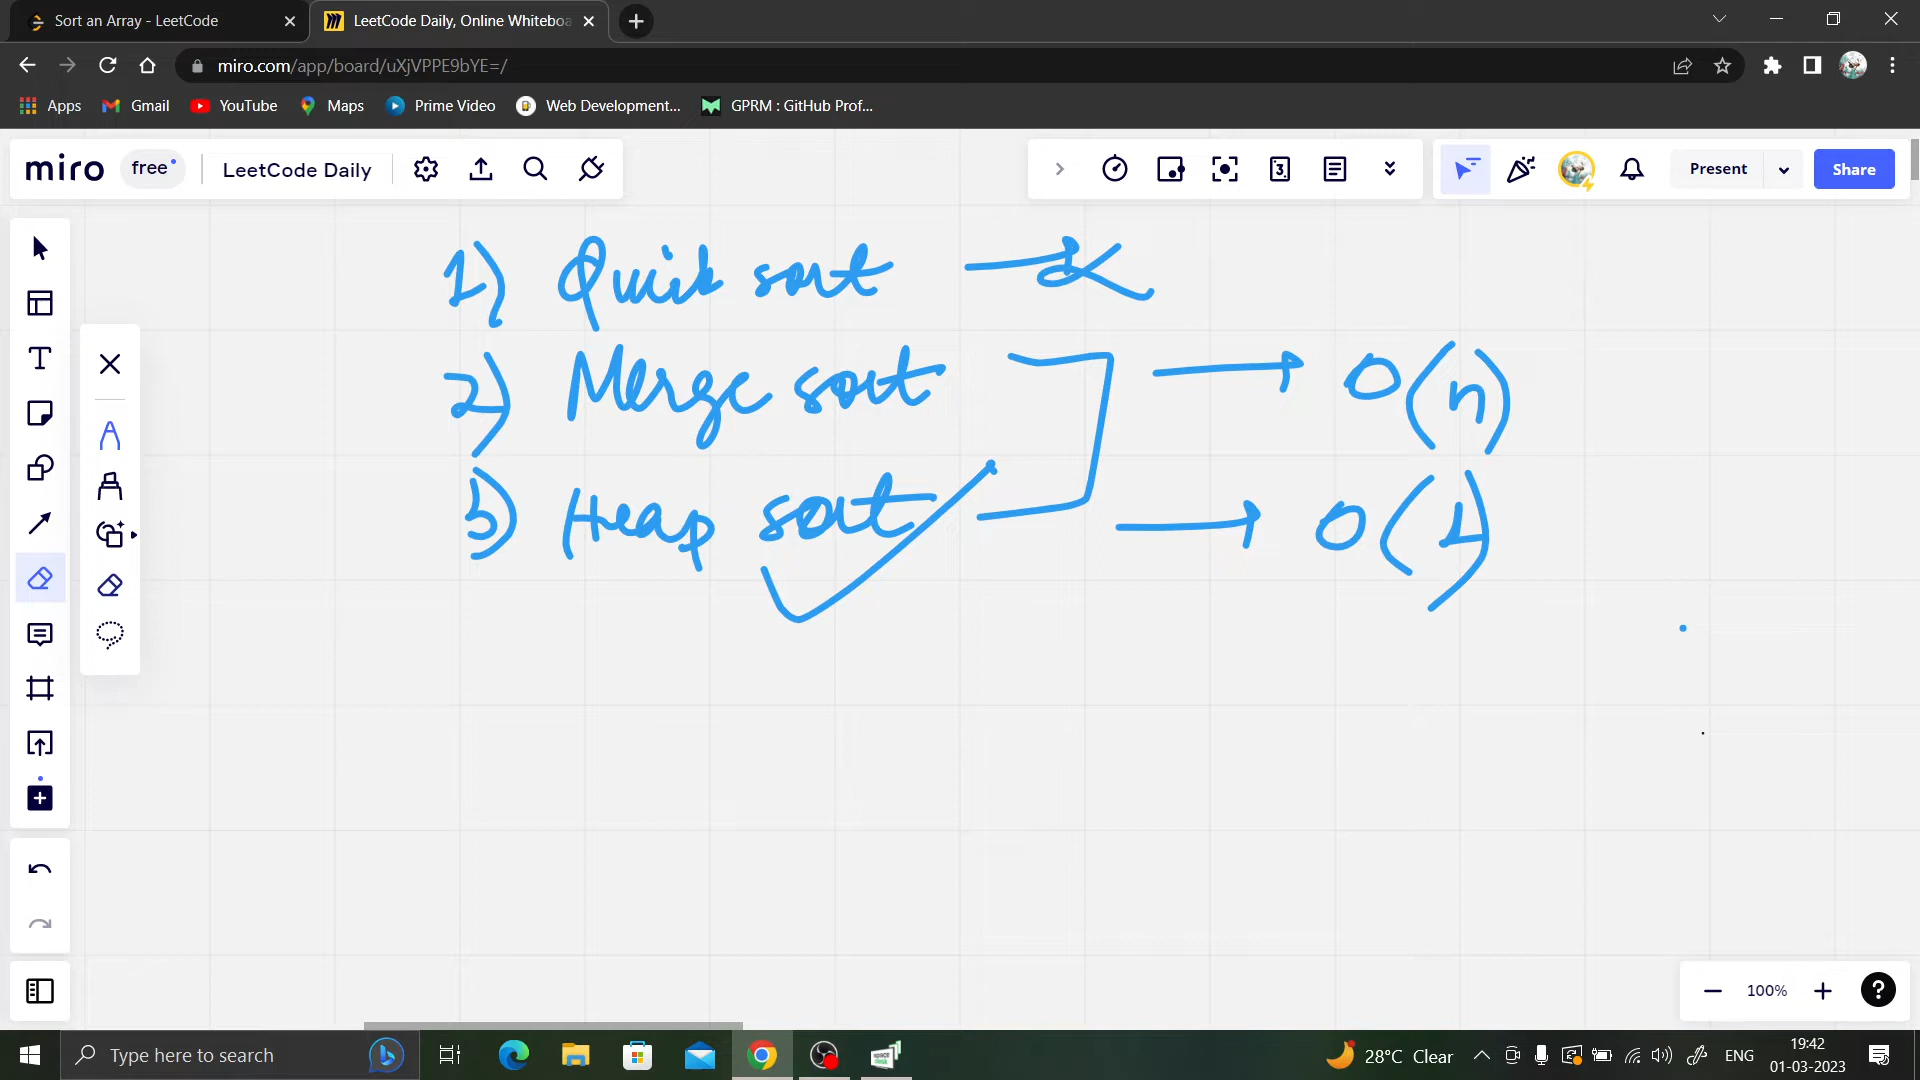 Sort an Array - LeetCode
LeetCode Daily, Online Whiteboa
miro.com/app/board/uXjVPPE9bYE=/
Apps Gmail YouTube Maps Prime Video Web Development... GPRM : GitHub Prof...
miro free LeetCode Daily
3
Present Share
1) Quick sort
2) Merge sort O(n)
3) Heap sort O(1)
100%
Type here to search
28°C Clear
ENG
19:42
01-03-2023